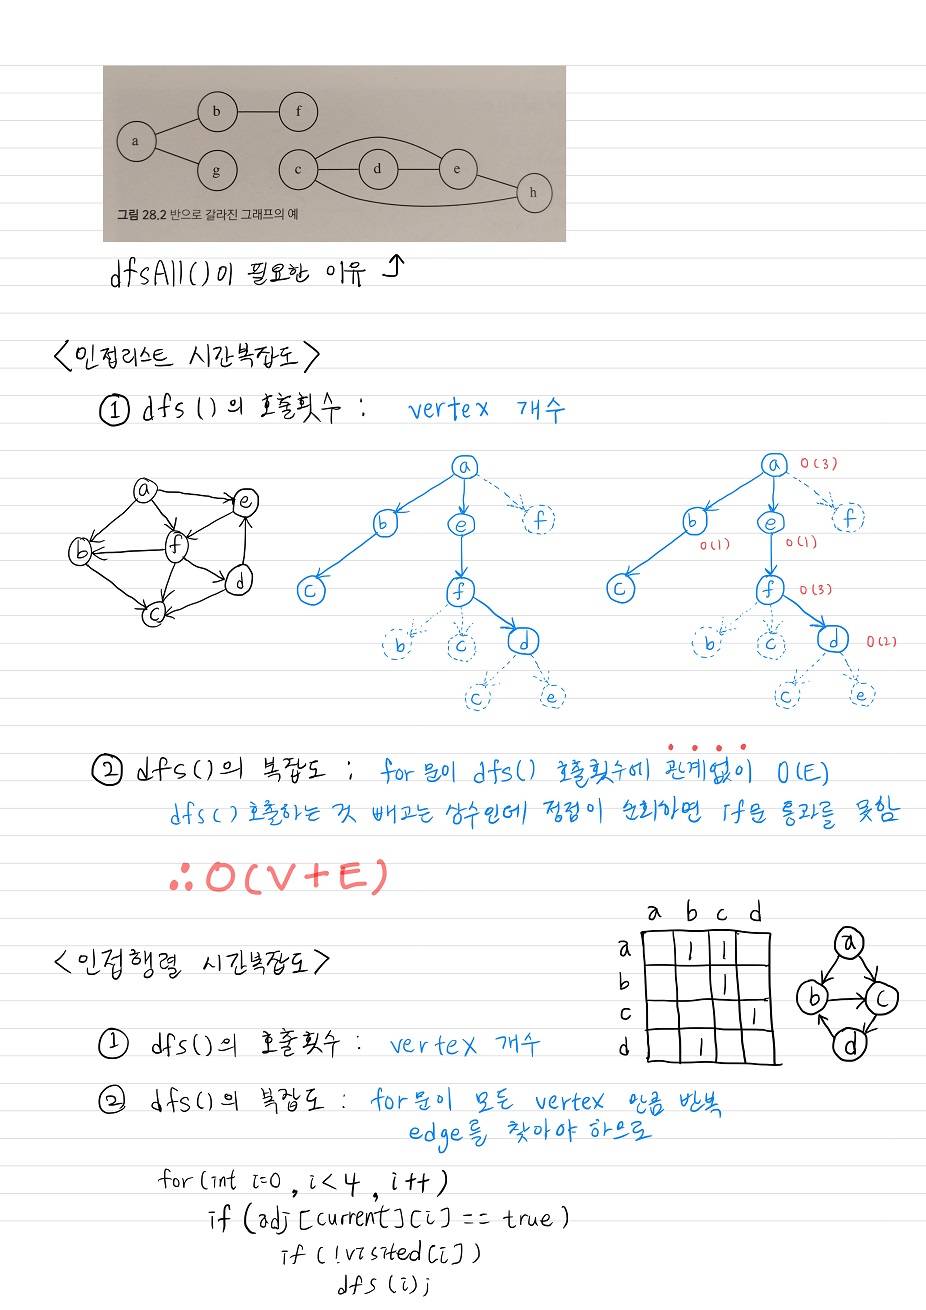 a b f g c d e h
그림 28.2 반으로 갈라진 그래프의 예
dfsAll()이 필요한 이유
<인접리스트 시간복잡도>
① dfs()의 호출횟수 : vertex 개수
a b c d e f
a b e f c f b c d c e
a O(3) b O(1) e O(1) f c f O(3) b c d O(2) c e
② dfs()의 복잡도 ; for문이 dfs() 호출횟수에 관계없이 O(E)
dfs() 호출하는 것 빼고는 상수인데 정점이 순회하면 if문 통과를 못함
∴ O(V+E)
<인접행렬 시간복잡도>
a b c d
a 1 1
b 1
c 1
d 1
a b c d
① dfs()의 호출횟수 : vertex 개수
② dfs()의 복잡도 : for문이 모든 vertex 만큼 반복
edge를 찾아야 하므로
for(int i=0, i<4, i++)
if (adj[current][i] == true)
if (!visited[i])
dfs(i);